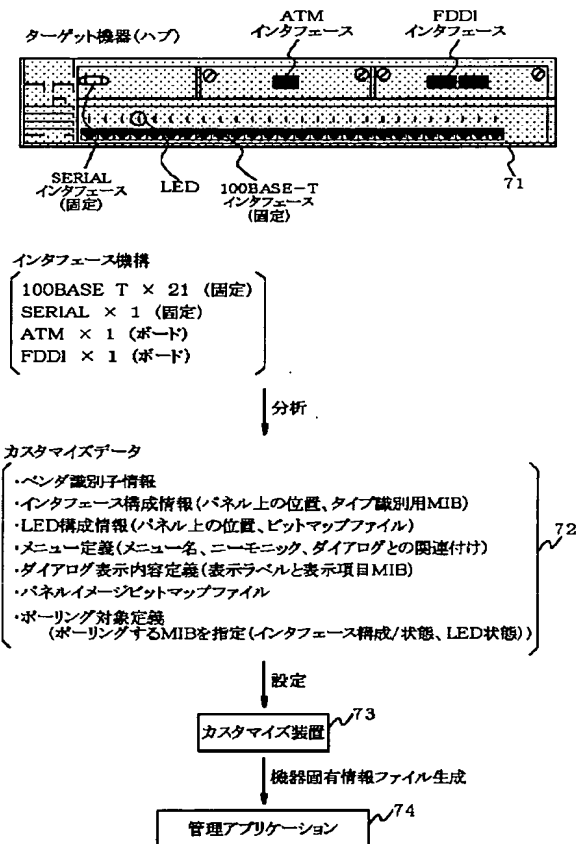 ターゲット機器(ハブ)
ATM
インタフェース
FDDI
インタフェース
SERIAL
インタフェース
(固定)
LED
100BASE-T
インタフェース
(固定)
71
インタフェース機構
100BASE T × 21 (固定)
SERIAL × 1 (固定)
ATM × 1 (ボード)
FDDI × 1 (ボード)
分析
カスタマイズデータ
・ベンダ識別子情報
・インタフェース構成情報(パネル上の位置、タイプ識別用MIB)
・LED構成情報(パネル上の位置、ビットマップファイル)
・メニュー定義(メニュー名、ニーモニック、ダイアログとの関連付け)
・ダイアログ表示内容定義(表示ラベルと表示項目MIB)
・パネルイメージビットマップファイル
・ポーリング対象定義
(ポーリングするMIBを指定(インタフェース構成/状態、LED状態))
72
設定
カスタマイズ装置
73
機器固有情報ファイル生成
管理アプリケーション
74